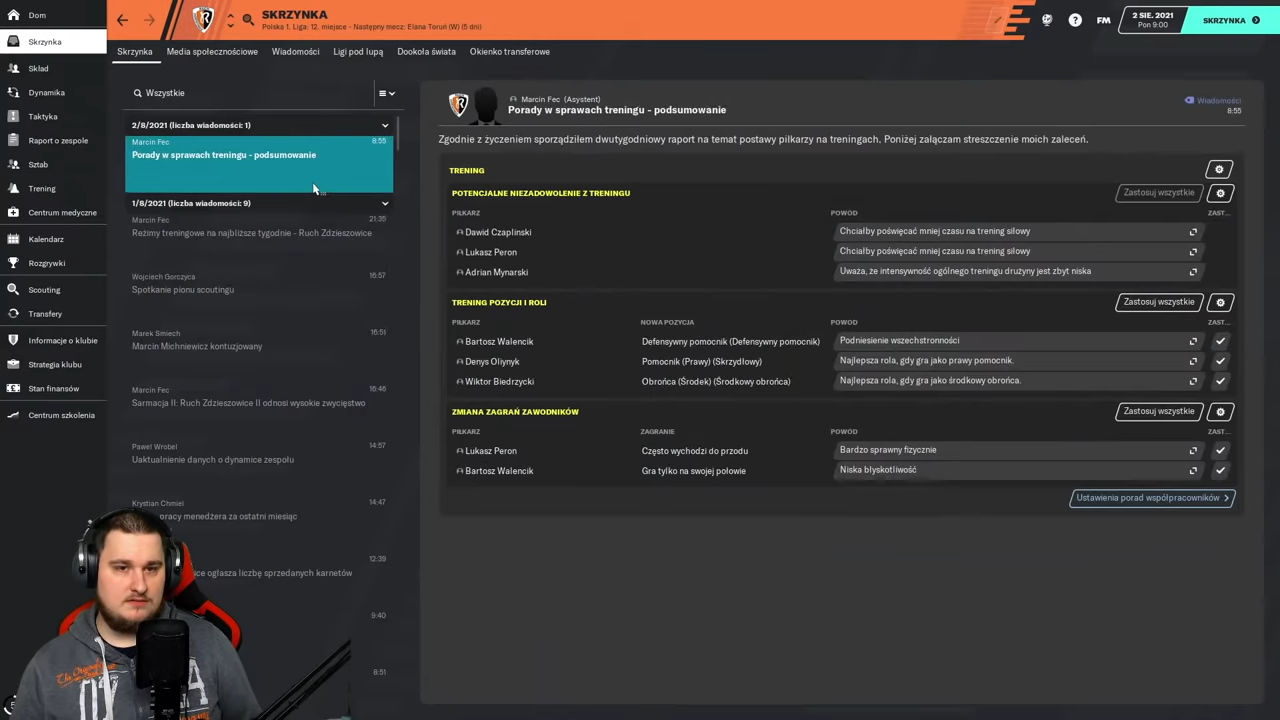 Dom
Skrzynka
Skład
Dynamika
Taktyka
Raport o zespole
Sztab
Trening
Centrum medyczne
Kalendarz
Rozgrywki
Scouting
Transfery
Informacje o klubie
Strategia klubu
Stan finansów
Centrum szkolenia
SKRZYNKA
Polska 1. Liga: 12. miejsce - Następny mecz: Elana Toruń (W) (5 dni)
FM
2 SIE. 2021
Pon 9:00
SKRZYNKA
Skrzynka
Media społecznościowe
Wiadomości
Ligi pod lupą
Dookoła świata
Okienko transferowe
Wszystkie
2/8/2021 (liczba wiadomości: 1)
Marcin Fec 8:55
Porady w sprawach treningu - podsumowanie
1/8/2021 (liczba wiadomości: 9)
Marcin Fec 21:35
Reżimy treningowe na najbliższe tygodnie - Ruch Zdzieszowice
Wojciech Gorczyca 16:57
Spotkanie pionu scoutingu
Marek Śmiech 16:51
Marcin Michniewicz kontuzjowany
Marcin Fec 16:46
Sarmacja II: Ruch Zdzieszowice II odnosi wysokie zwycięstwo
Paweł Wróbel 14:57
Uaktualnienie danych o dynamice zespołu
Krystian Chmiel 14:47
pracy menedżera za ostatni miesiąc
12:39
ogłasza liczbę sprzedanych karnetów
9:40
8:51
Marcin Fec (Asystent)
Porady w sprawach treningu - podsumowanie
Wiadomości
8:55
Zgodnie z życzeniem sporządziłem dwutygodniowy raport na temat postawy piłkarzy na treningach. Poniżej załączam streszczenie moich zaleceń.
TRENING
POTENCJALNE NIEZADOWOLENIE Z TRENINGU Zastosuj wszystkie
PIŁKARZ POWÓD ZAST...
Dawid Czapliński Chciałby poświęcać mniej czasu na trening siłowy
Łukasz Peron Chciałby poświęcać mniej czasu na trening siłowy
Adrian Mynarski Uważa, że intensywność ogólnego treningu drużyny jest zbyt niska
TRENING POZYCJI I ROLI Zastosuj wszystkie
PIŁKARZ NOWA POZYCJA POWÓD ZAST...
Bartosz Walencik Defensywny pomocnik (Defensywny pomocnik) Podniesienie wszechstronności
Denys Oliynyk Pomocnik (Prawy) (Skrzydłowy) Najlepsza rola, gdy gra jako prawy pomocnik.
Wiktor Biedrzycki Obrońca (Środek) (Środkowy obrońca) Najlepsza rola, gdy gra jako środkowy obrońca.
ZMIANA ZAGRAŃ ZAWODNIKÓW Zastosuj wszystkie
PIŁKARZ ZAGRANIE POWÓD ZAST...
Łukasz Peron Często wychodzi do przodu Bardzo sprawny fizycznie
Bartosz Walencik Gra tylko na swojej połowie Niska błyskotliwość
Ustawienia porad współpracowników